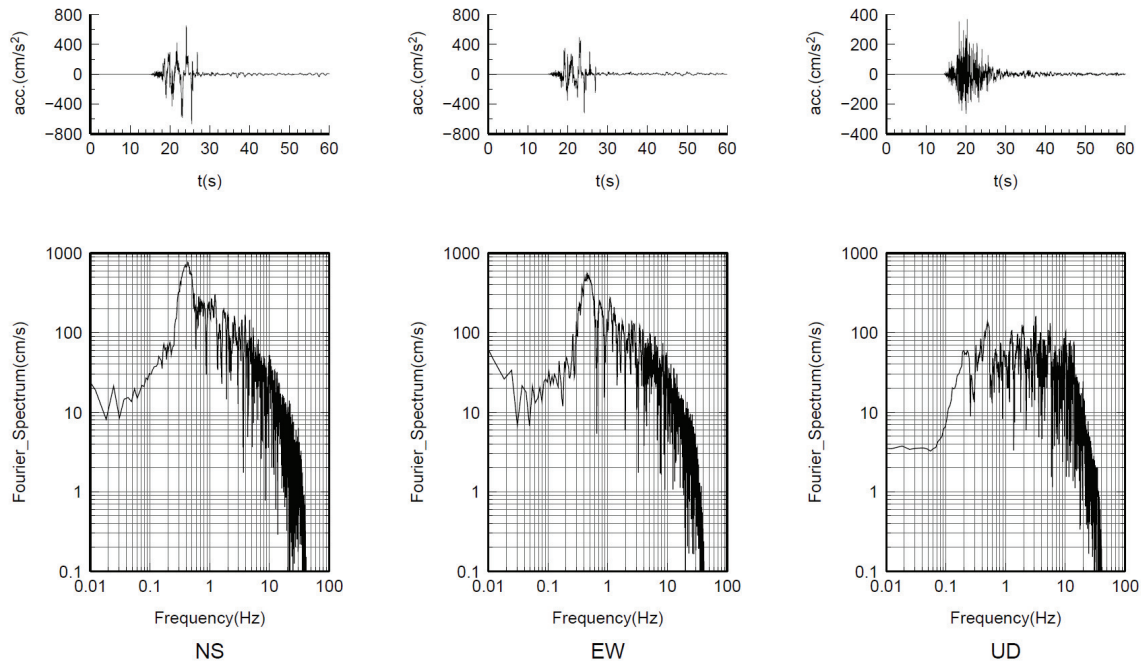 acc.(cm/s²)
800
400
0
−400
−800
0 10 20 30 40 50 60
t(s)
acc.(cm/s²)
800
400
0
−400
−800
0 10 20 30 40 50 60
t(s)
acc.(cm/s²)
400
200
0
−200
−400
0 10 20 30 40 50 60
t(s)
Fourier_Spectrum(cm/s)
1000
100
10
1
0.1
0.01 0.1 1 10 100
Frequency(Hz)
NS
Fourier_Spectrum(cm/s)
1000
100
10
1
0.1
0.01 0.1 1 10 100
Frequency(Hz)
EW
Fourier_Spectrum(cm/s)
1000
100
10
1
0.1
0.01 0.1 1 10 100
Frequency(Hz)
UD